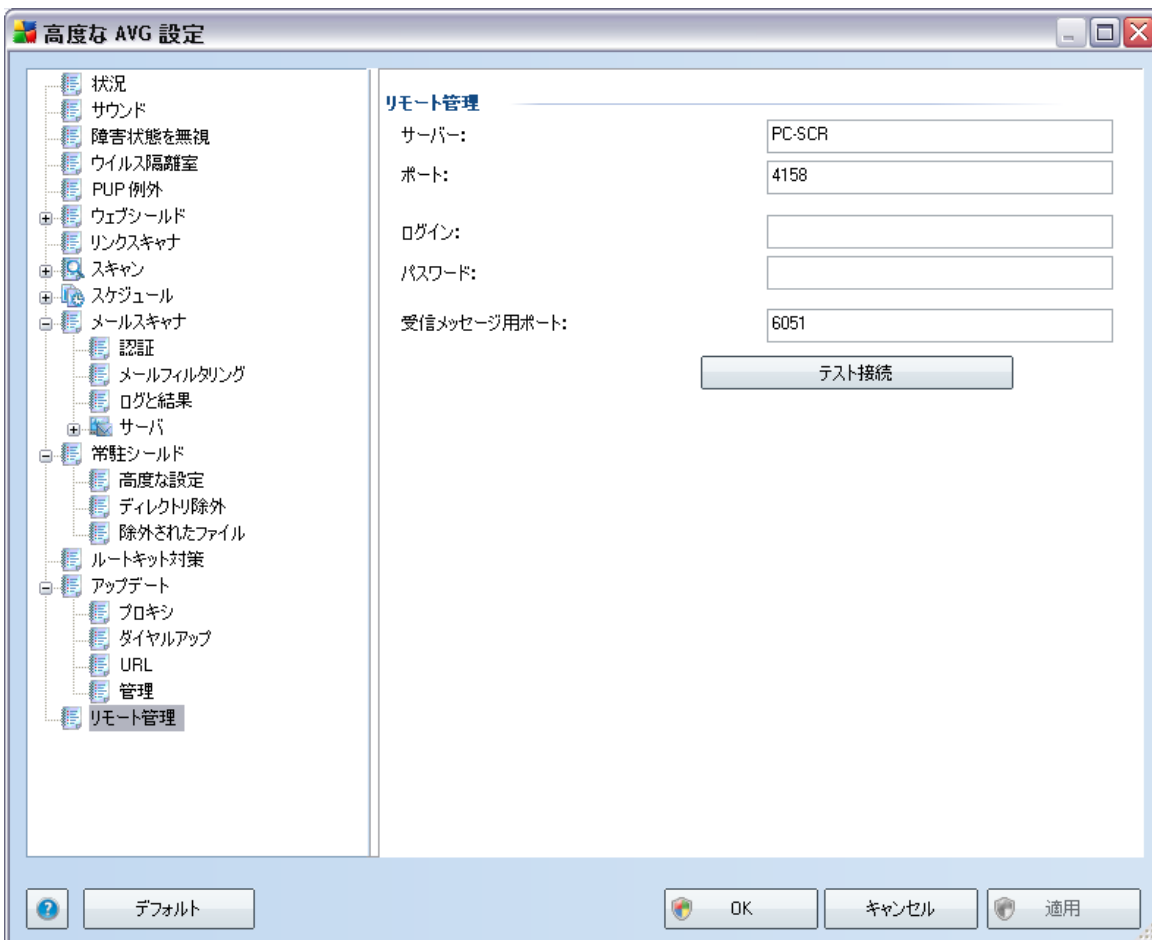 高度な AVG 設定
状況
サウンド
障害状態を無視
ウイルス隔離室
PUP 例外
ウェブシールド
リンクスキャナ
スキャン
スケジュール
メールスキャナ
認証
メールフィルタリング
ログと結果
サーバ
常駐シールド
高度な設定
ディレクトリ除外
除外されたファイル
ルートキット対策
アップデート
プロキシ
ダイヤルアップ
URL
管理
リモート管理
リモート管理
サーバー:
PC-SCR
ポート:
4158
ログイン:
パスワード:
受信メッセージ用ポート:
6051
テスト接続
デフォルト
OK
キャンセル
適用